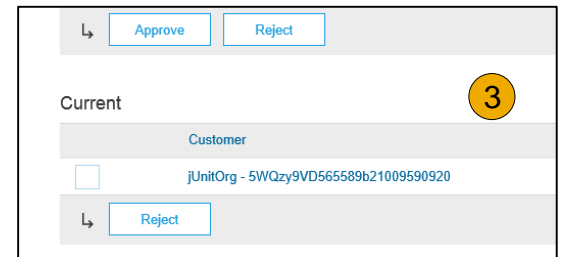 Approve Reject
Current
3
Customer
jUnitOrg - 5WQzy9VD565589b21009590920
Reject